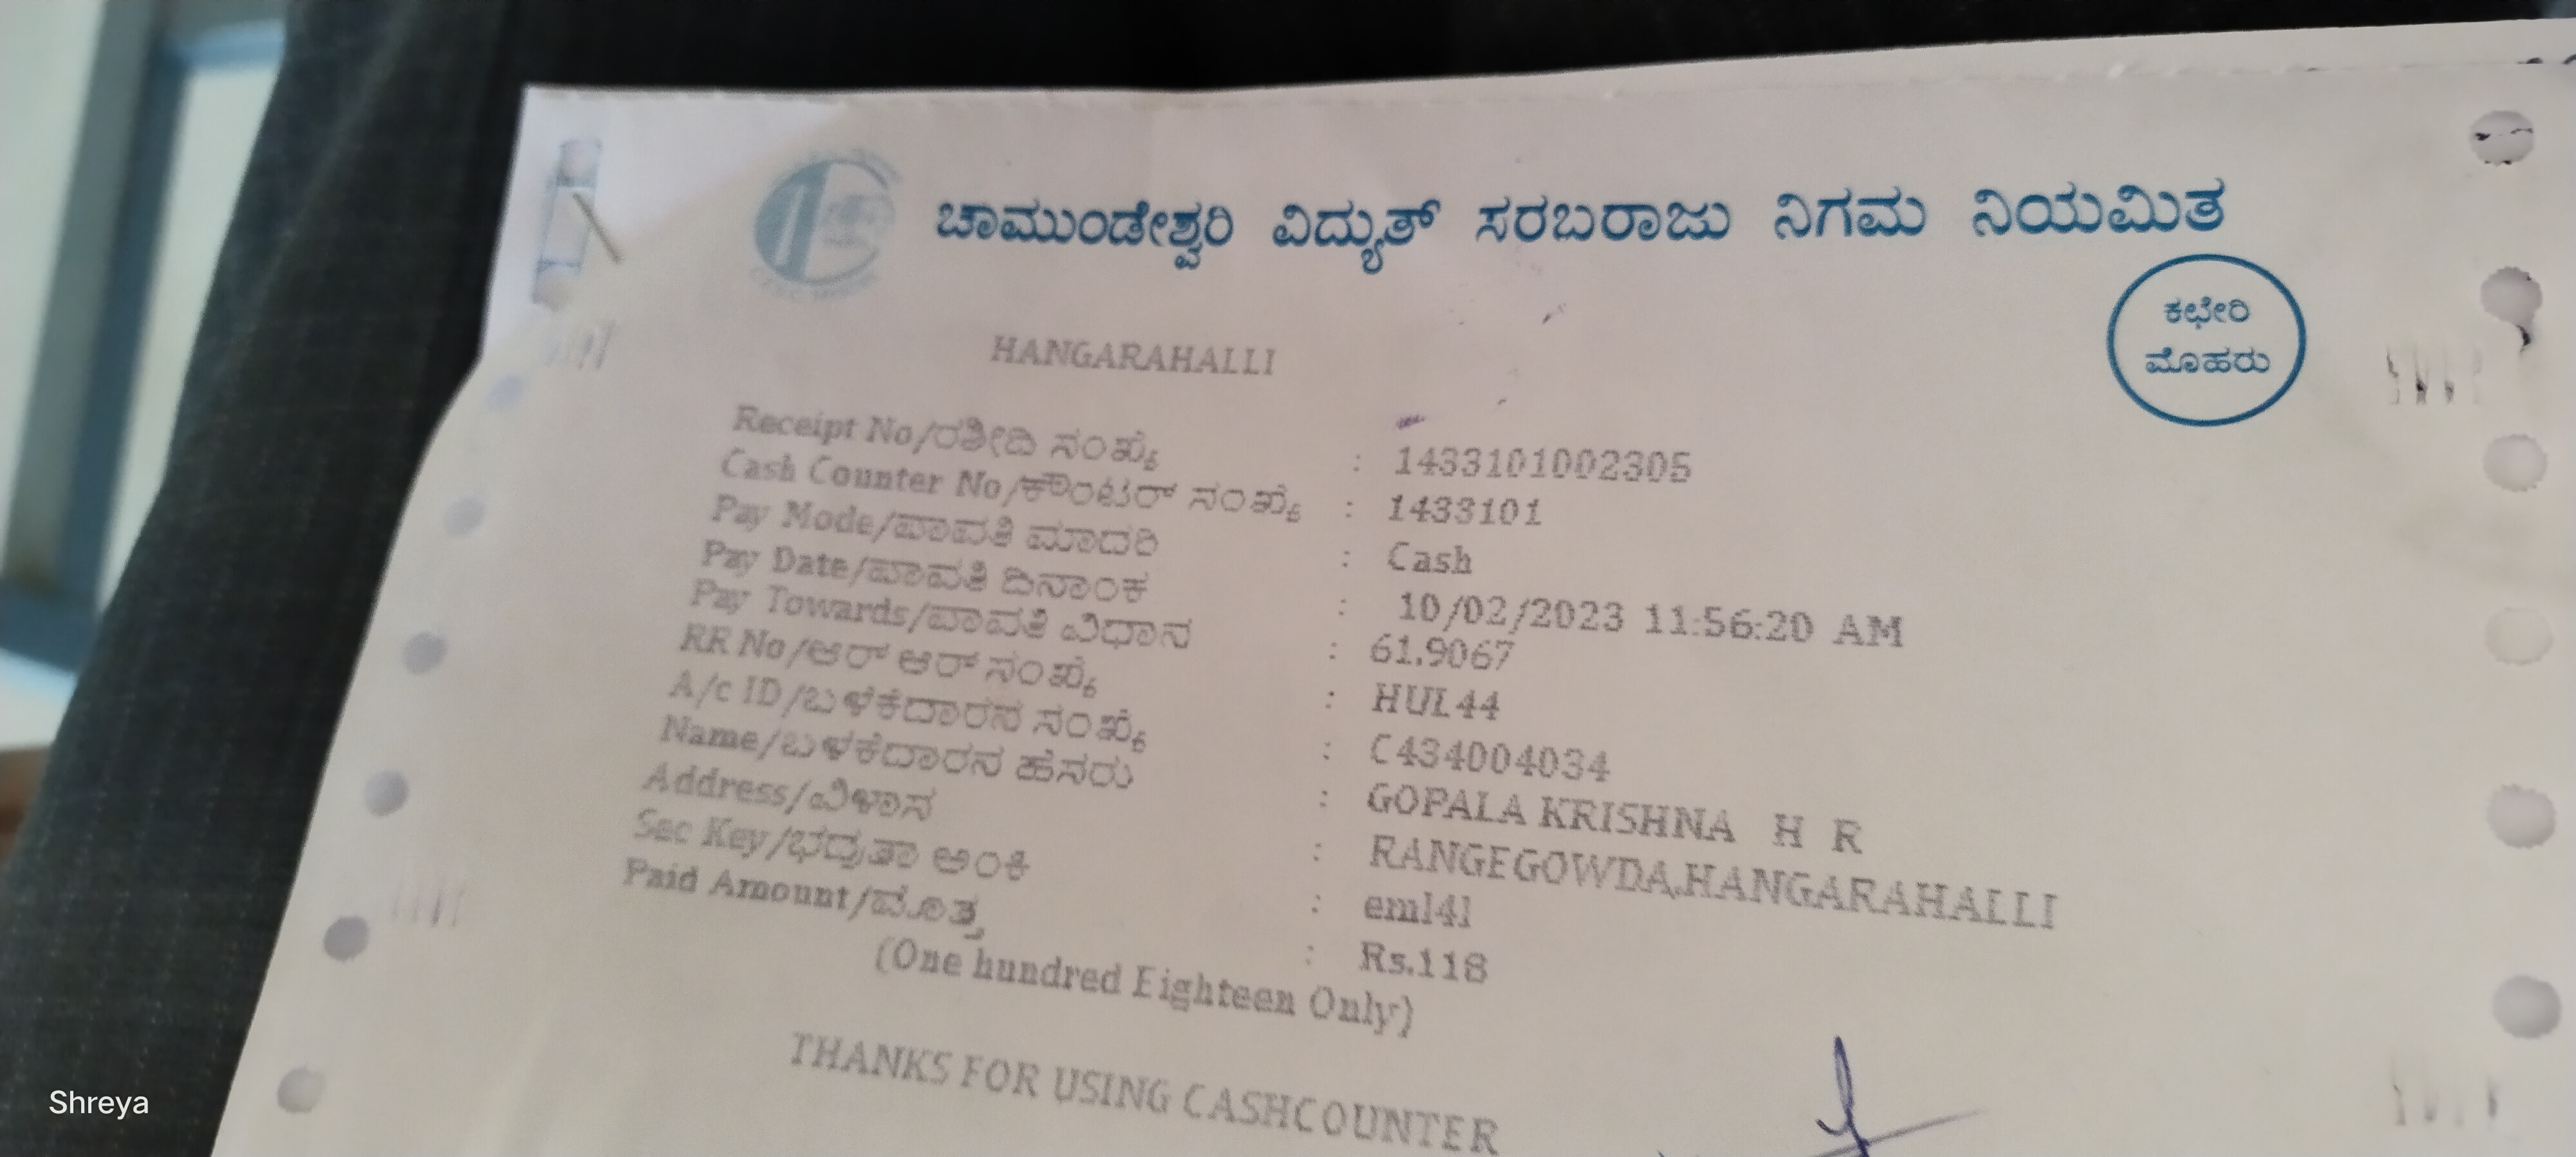 ಚಾಮುಂಡೇಶ್ವರಿ ವಿದ್ಯುತ್ ಸರಬರಾಜು ನಿಗಮ ನಿಯಮಿತ
ಕಛೇರಿ
ಮೊಹರು
HANGARAHALLI
Receipt No/ರಶೀದಿ ಸಂಖ್ಯೆ : 1433101002305
Cash Counter No/ಕೌಂಟರ್ ಸಂಖ್ಯೆ : 1433101
Pay Mode/ಪಾವತಿ ಮಾದರಿ : Cash
Pay Date/ಪಾವತಿ ದಿನಾಂಕ : 10/02/2023 11:56:20 AM
Pay Towards/ಪಾವತಿ ವಿಧಾನ : 61.9067
RR No/ಆರ್ ಆರ್ ಸಂಖ್ಯೆ : HUL44
A/c ID/ಬಳಕೆದಾರನ ಸಂಖ್ಯೆ : C434004034
Name/ಬಳಕೆದಾರನ ಹೆಸರು : GOPALA KRISHNA H R
Address/ವಿಳಾಸ : RANGEGOWDA,HANGARAHALLI
Sec Key/ಭದ್ರತಾ ಅಂಕಿ :
Paid Amount/ಮೊತ್ತ : Rs.118
(One hundred Eighteen Only)
THANKS FOR USING CASHCOUNTER
Shreya